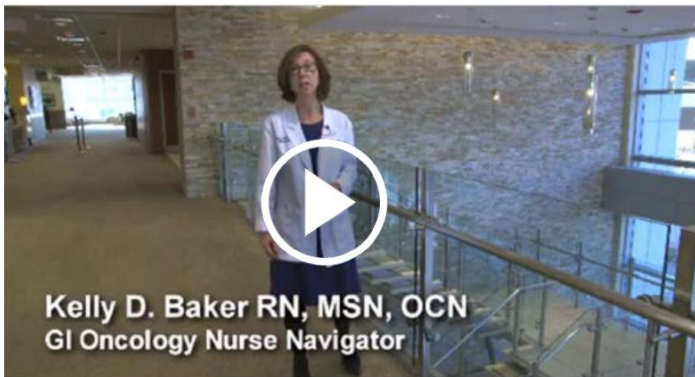 Kelly D. Baker RN, MSN, OCN
GI Oncology Nurse Navigator